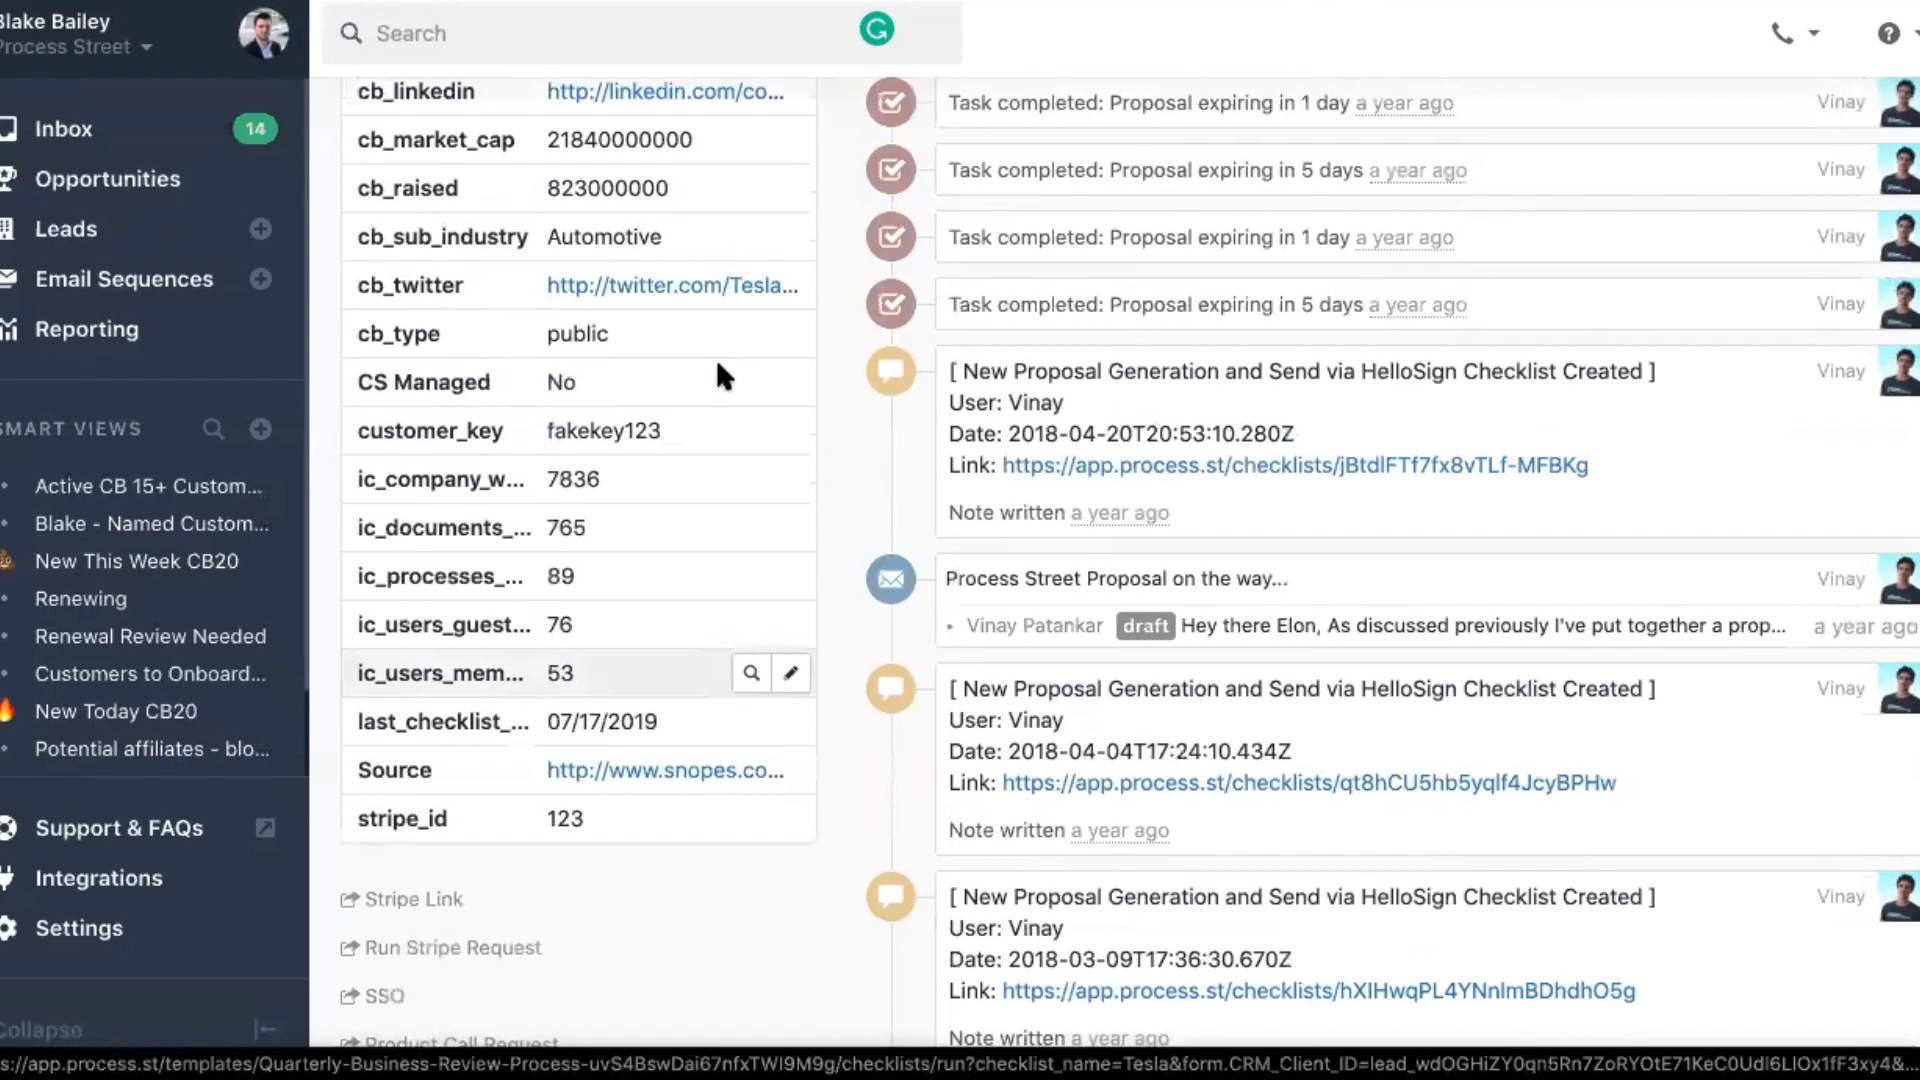 Blake Bailey
Process Street
Search
Inbox
14
Opportunities
Leads
Email Sequences
Reporting
SMART VIEWS
Active CB 15+ Custom...
Blake - Named Custom...
New This Week CB20
Renewing
Renewal Review Needed
Customers to Onboard...
New Today CB20
Potential affiliates - blo...
Support & FAQs
Integrations
Settings
Collapse
cb_linkedin http://linkedin.com/co...
cb_market_cap 21840000000
cb_raised 823000000
cb_sub_industry Automotive
cb_twitter http://twitter.com/Tesla...
cb_type public
CS Managed No
customer_key fakekey123
ic_company_w... 7836
ic_documents_... 765
ic_processes_... 89
ic_users_guest... 76
ic_users_mem... 53
last_checklist_... 07/17/2019
Source http://www.snopes.co...
stripe_id 123
Stripe Link
Run Stripe Request
SSO
Product Call Request
Task completed: Proposal expiring in 1 day a year ago Vinay
Task completed: Proposal expiring in 5 days a year ago Vinay
Task completed: Proposal expiring in 1 day a year ago Vinay
Task completed: Proposal expiring in 5 days a year ago Vinay
[ New Proposal Generation and Send via HelloSign Checklist Created ] Vinay
User: Vinay
Date: 2018-04-20T20:53:10.280Z
Link: https://app.process.st/checklists/jBtdlFTf7fx8vTLf-MFBKg
Note written a year ago
Process Street Proposal on the way... Vinay
Vinay Patankar draft Hey there Elon, As discussed previously I've put together a prop... a year ago
[ New Proposal Generation and Send via HelloSign Checklist Created ] Vinay
User: Vinay
Date: 2018-04-04T17:24:10.434Z
Link: https://app.process.st/checklists/qt8hCU5hb5yqlf4JcyBPHw
Note written a year ago
[ New Proposal Generation and Send via HelloSign Checklist Created ] Vinay
User: Vinay
Date: 2018-03-09T17:36:30.670Z
Link: https://app.process.st/checklists/hXIHwqPL4YNnlmBDhdhO5g
Note written a year ago
s://app.process.st/templates/Quarterly-Business-Review-Process-uvS4BswDai67nfxTWI9M9g/checklists/run?checklist_name=Tesla&form.CRM_Client_ID=lead_wdOGHiZY0qn5Rn7ZoRYOtE71KeC0Udl6LIOx1fF3xy4&...